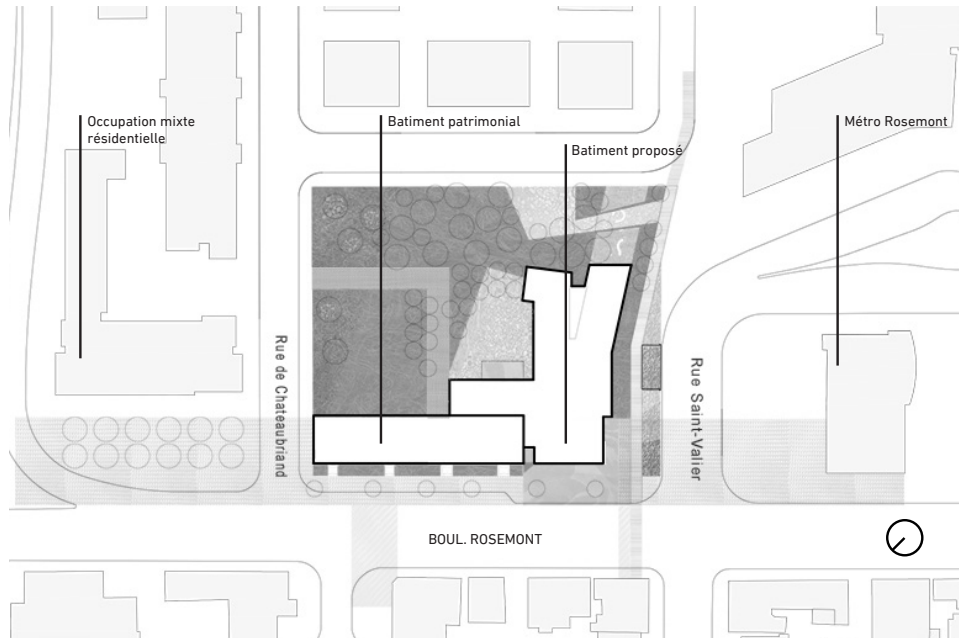 Occupation mixte
résidentielle
Batiment patrimonial
Batiment proposé
Métro Rosemont
Rue de Chateaubriand
Rue Saint-Valier
BOUL. ROSEMONT